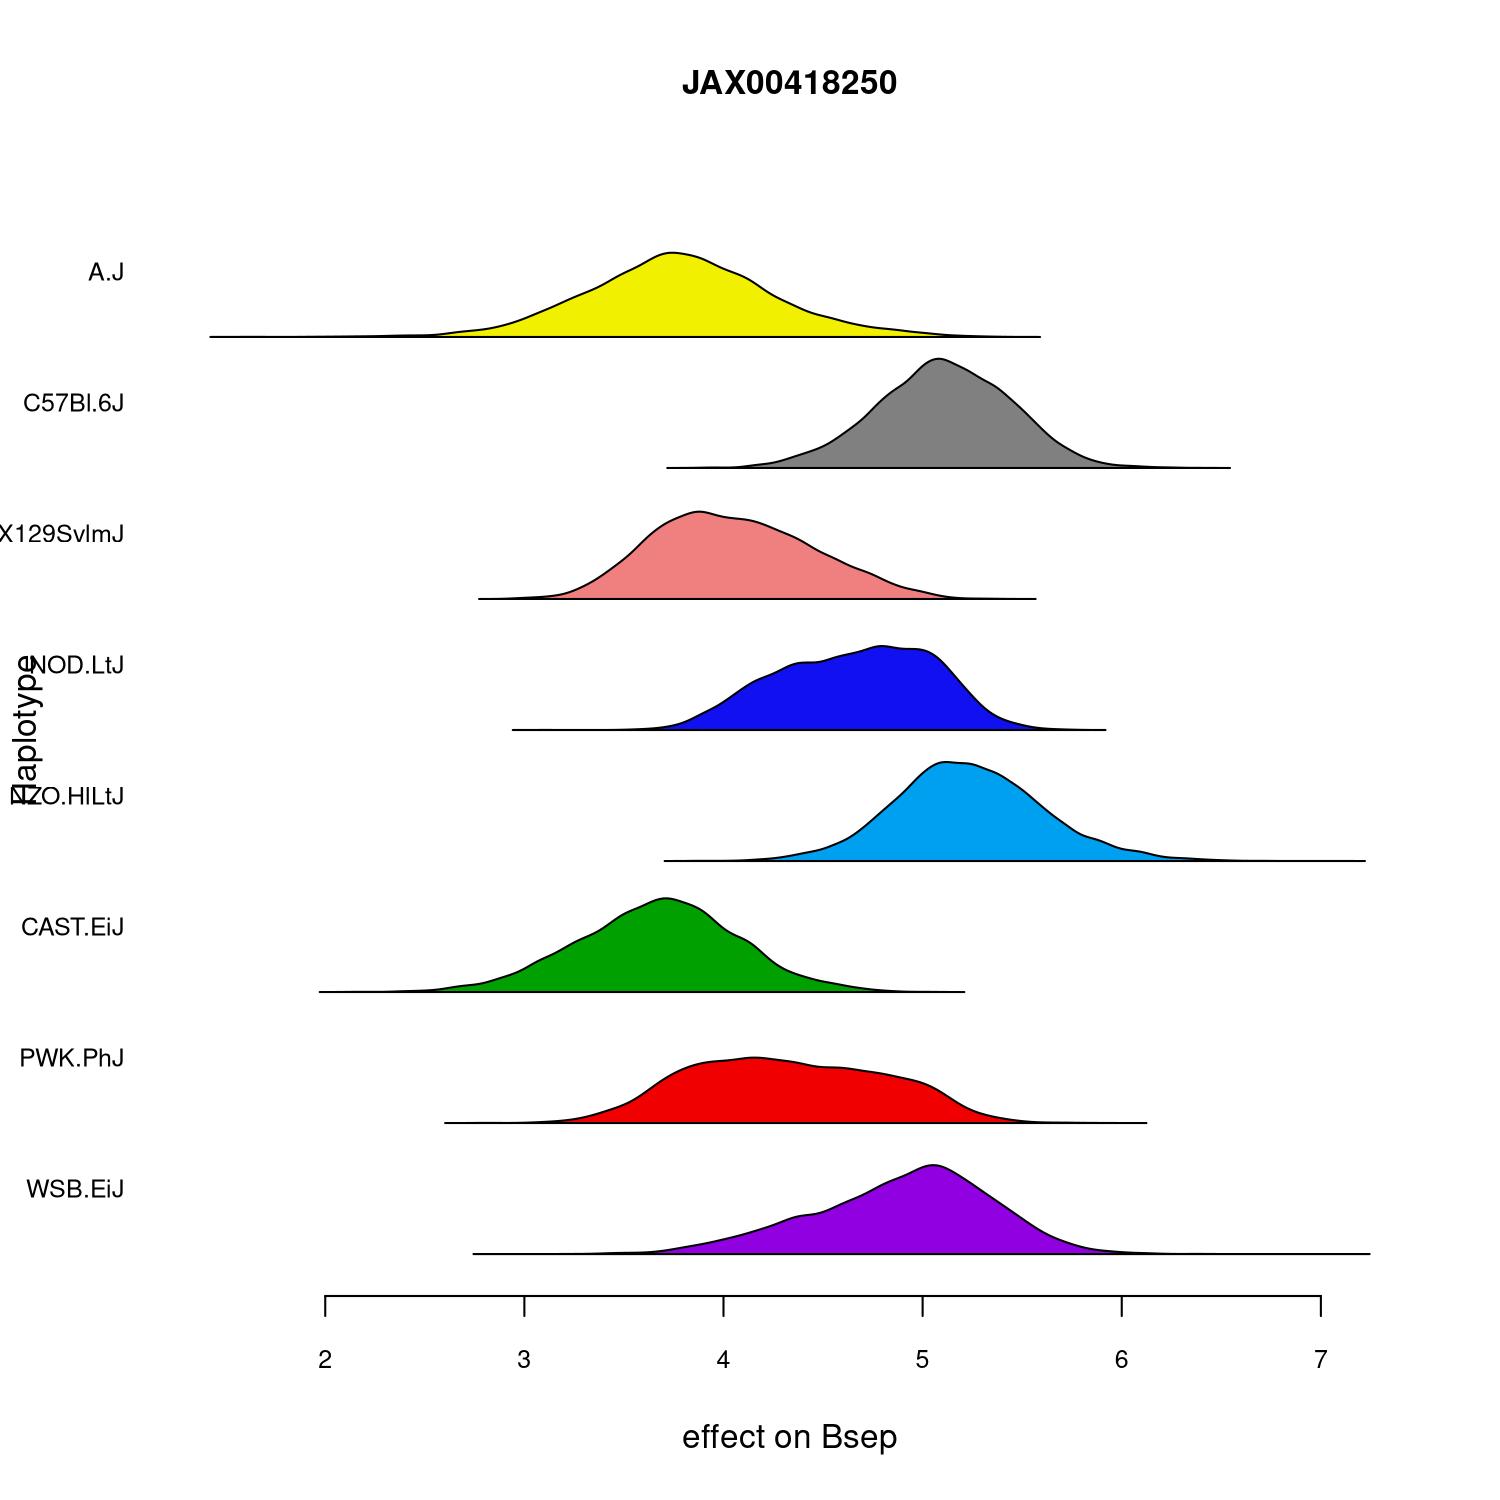 JAX00418250
A.J
C57Bl.6J
X129SvImJ
NOD.LtJ
Haplotype
NZO.HlLtJ
CAST.EiJ
PWK.PhJ
WSB.EiJ
2 3 4 5 6 7
effect on Bsep